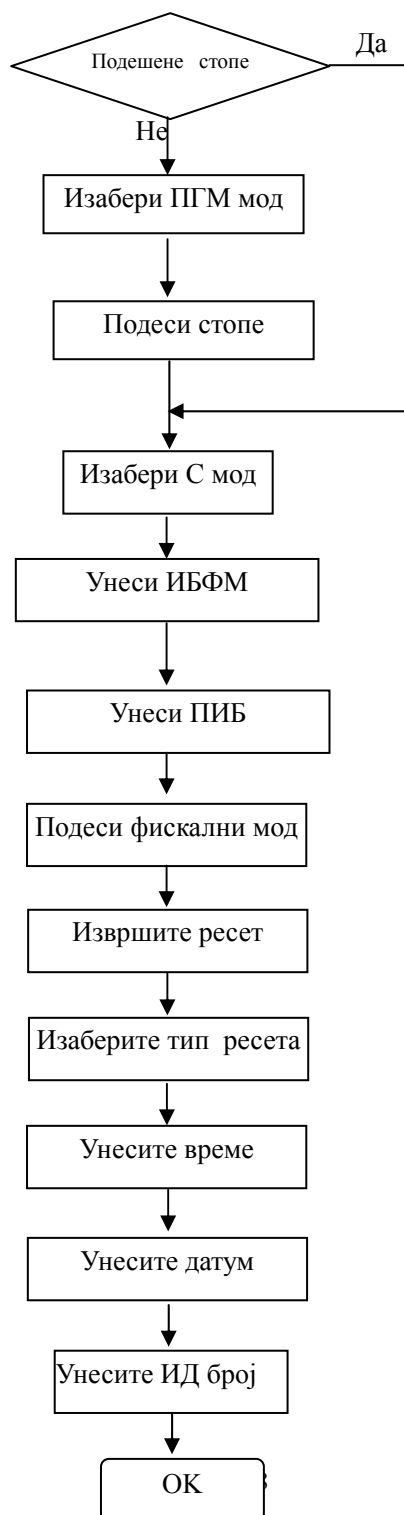 Подешене стопе
Да
Не
Изабери ПГМ мод
Подеси стопе
Изабери С мод
Унеси ИБФМ
Унеси ПИБ
Подеси фискални мод
Извршите ресет
Изаберите тип ресета
Унесите време
Унесите датум
Унесите ИД број
ОК